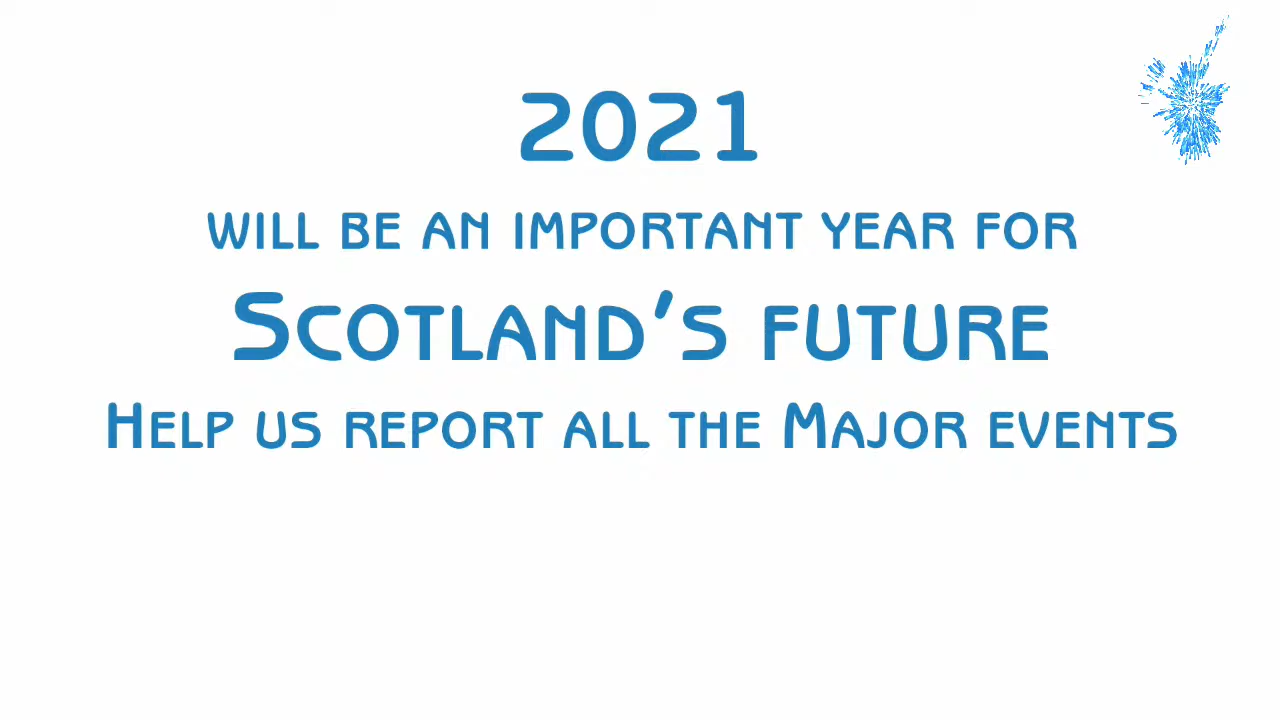 2021
will be an important year for
Scotland's future
Help us report all the Major events